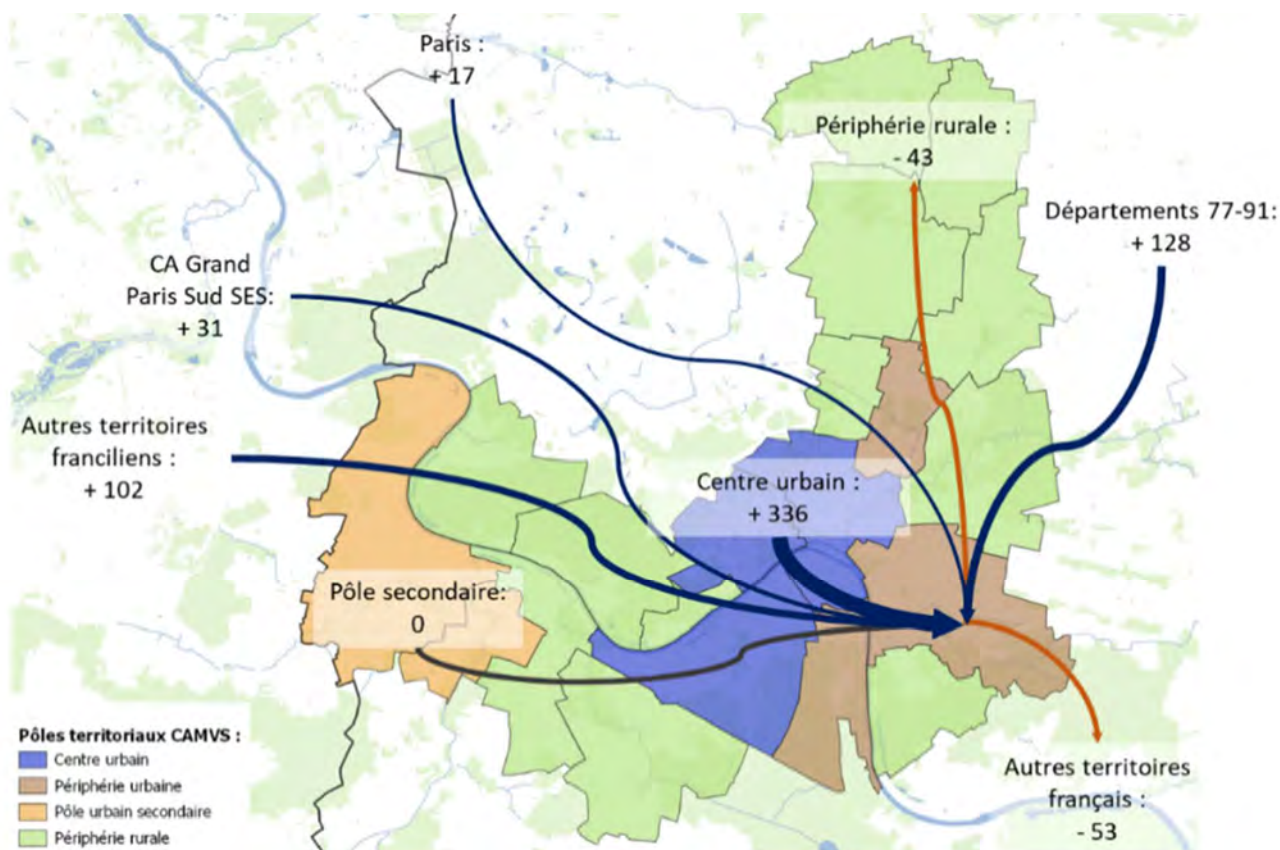 Paris :
+ 17
Périphérie rurale :
- 43
Départements 77-91:
+ 128
CA Grand
Paris Sud SES:
+ 31
Autres territoires
franciliens :
+ 102
Centre urbain :
+ 336
Pôle secondaire:
0
Pôles territoriaux CAMVS :
Centre urbain
Périphérie urbaine
Pôle urbain secondaire
Périphérie rurale
Autres territoires
français :
- 53